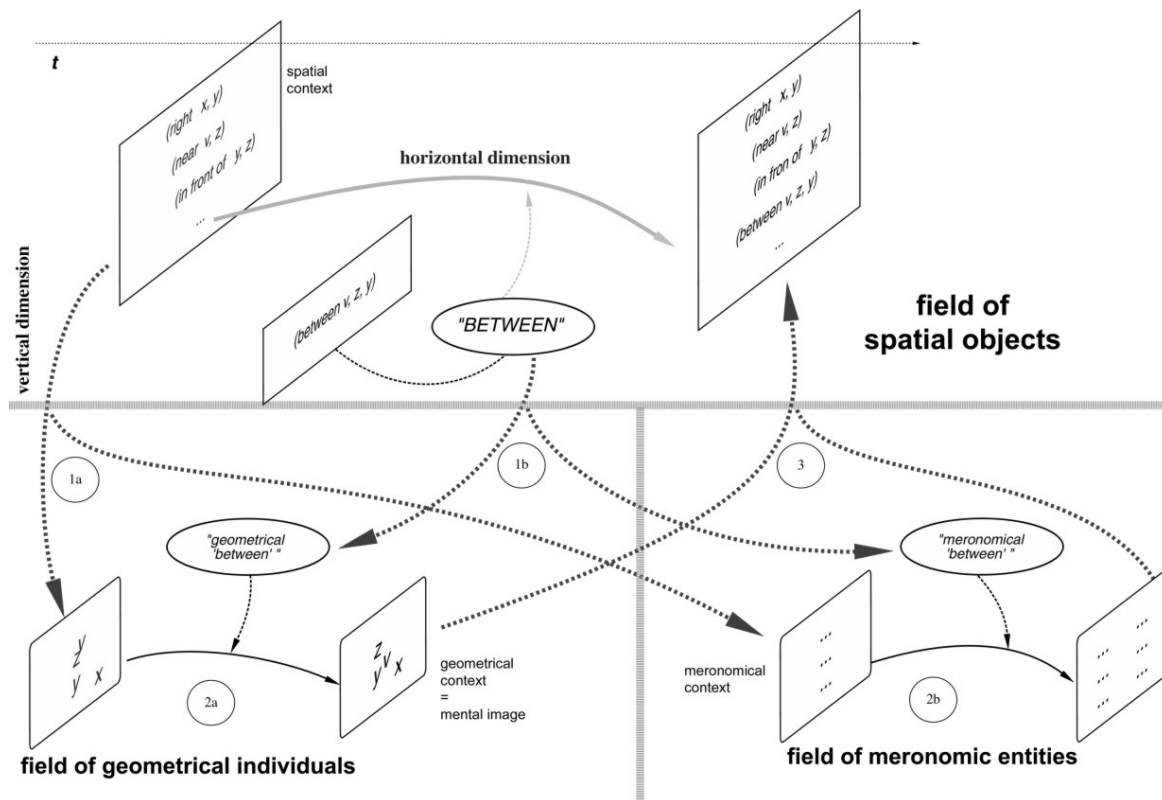 t
spatial
context
(right x, y)
(near v, z)
(in front of y, z)
...
horizontal dimension
(right x, y)
(near v, z)
(in fron of y, z)
(between v, z, y)
...
vertical dimension
(between v, z, y)
"BETWEEN"
field of
spatial objects
1a
1b
3
"geometrical
'between' "
"meronomical
'between' "
y
z
y x
z
y v x
geometrical
context
=
mental image
meronomical
context
...
...
...
... ...
... ...
... ...
2a
2b
field of geometrical individuals
field of meronomic entities